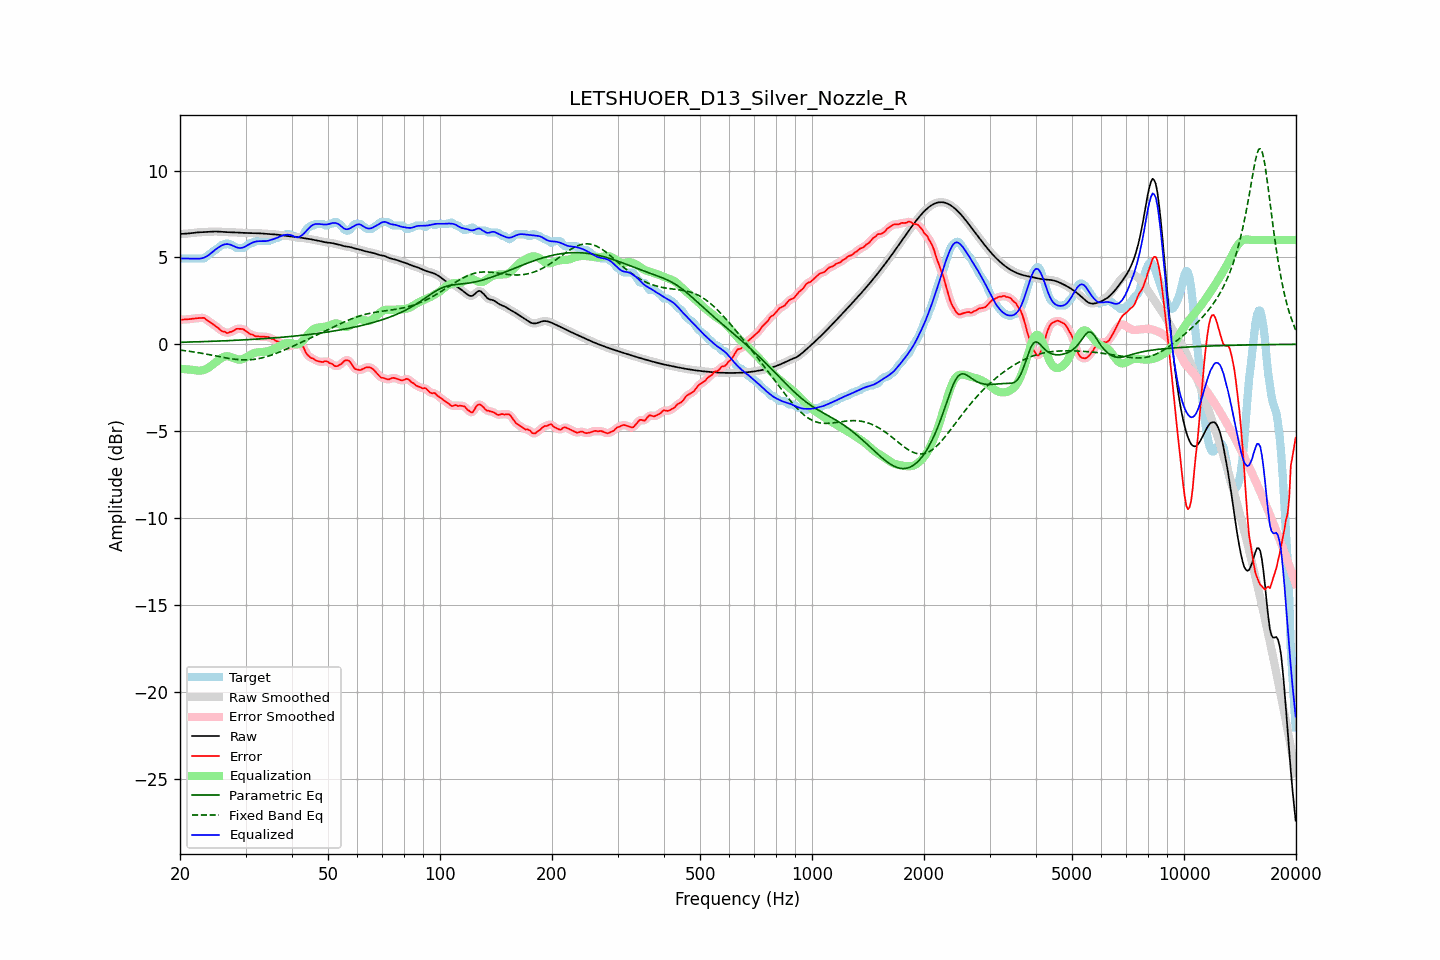 LETSHUOER_D13_Silver_Nozzle_R
Amplitude (dBr)
10
5
0
−5
−10
−15
−20
−25
Target
Raw Smoothed
Error Smoothed
Raw
Error
Equalization
Parametric Eq
Fixed Band Eq
Equalized
20 50 100 200 500 1000 2000 5000 10000 20000
Frequency (Hz)